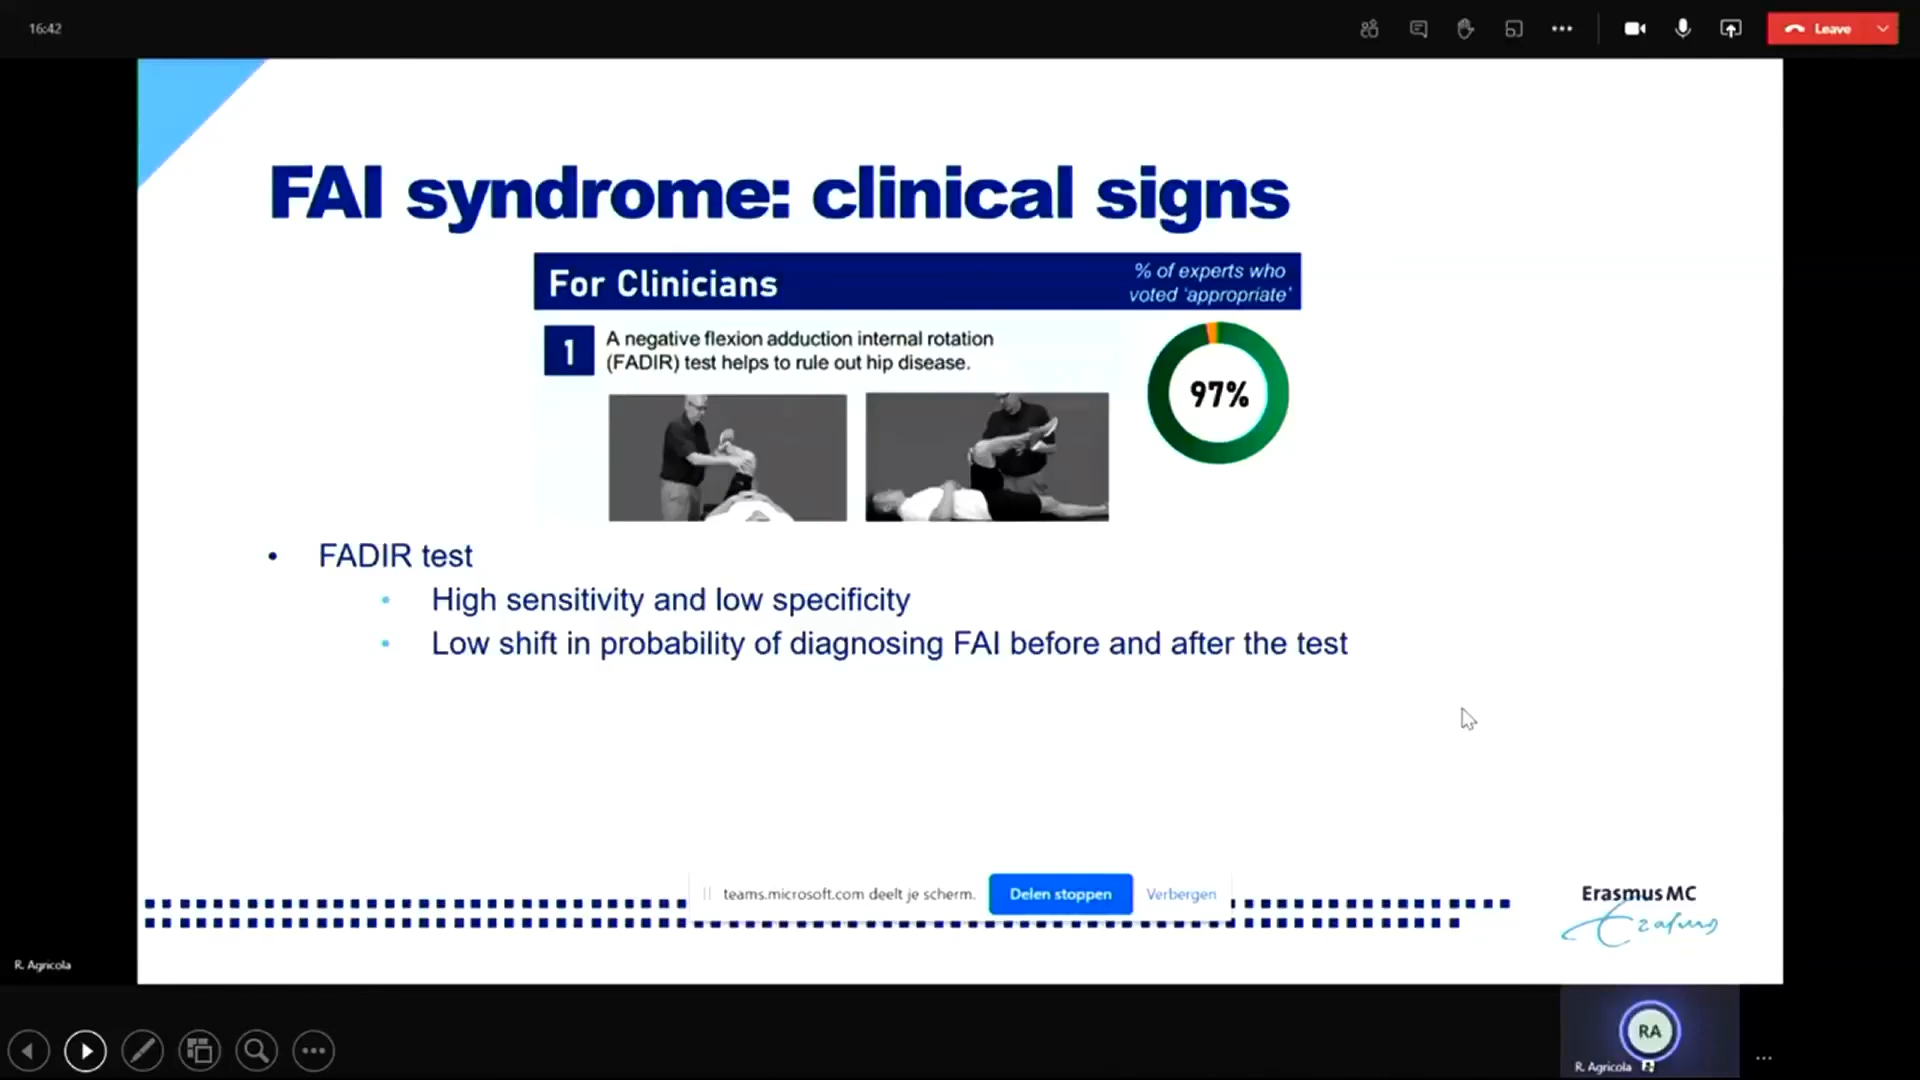 16:42
Leave
FAI syndrome: clinical signs
For Clinicians
% of experts who
voted 'appropriate'
1
A negative flexion adduction internal rotation
(FADIR) test helps to rule out hip disease.
97%
• FADIR test
• High sensitivity and low specificity
• Low shift in probability of diagnosing FAI before and after the test
teams.microsoft.com deelt je scherm.
Delen stoppen
Verbergen
Erasmus MC
Erasmus
R. Agricola
RA
R. Agricola